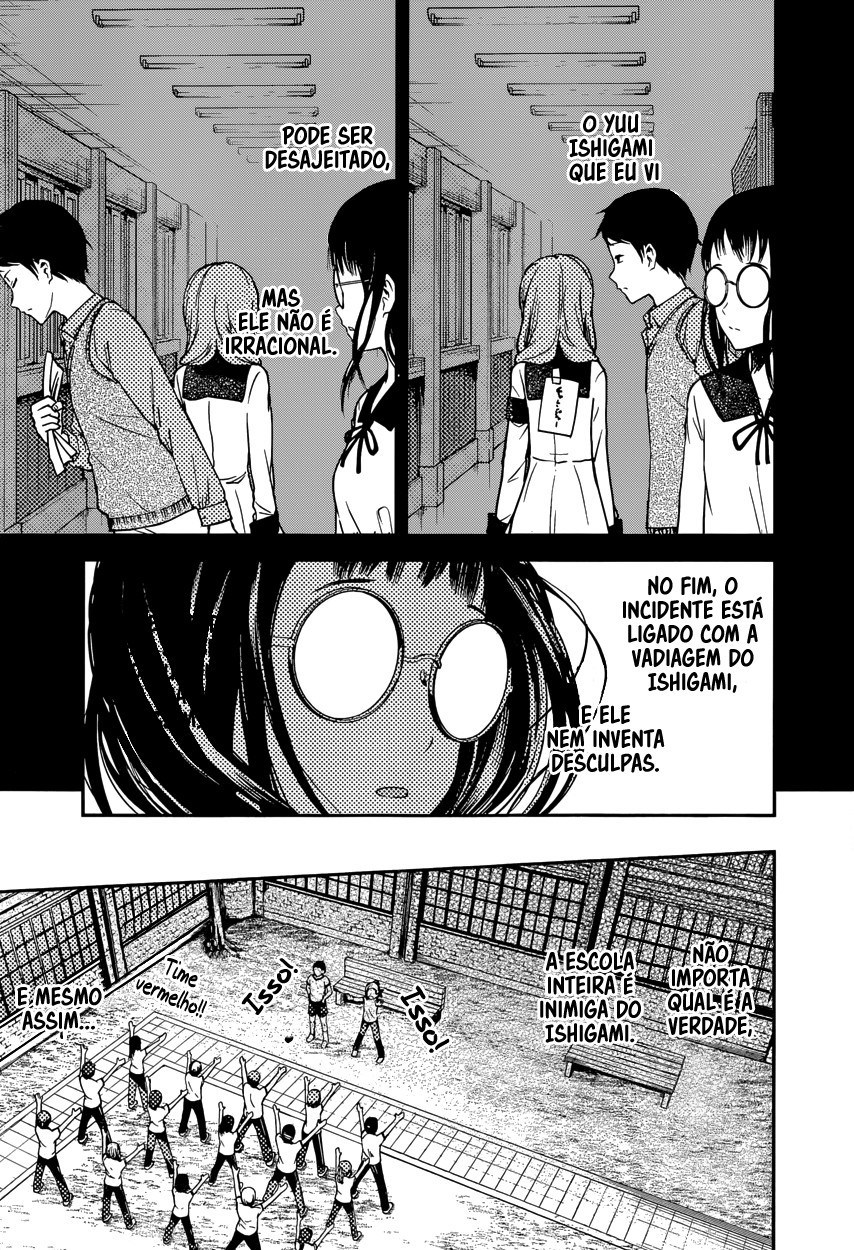 O YUU
ISHIGAMI
QUE EU VI
PODE SER
DESAJEITADO,
MAS
ELE NÃO É
IRRACIONAL.
NO FIM, O
INCIDENTE ESTÁ
LIGADO COM A
VADIAGEM DO
ISHIGAMI,
E ELE
NEM INVENTA
DESCULPAS.
NÃO
IMPORTA
QUAL É A
VERDADE,
A ESCOLA
INTEIRA É
INIMIGA DO
ISHIGAMI.
Isso!
Isso!
Time
vermelho!!
E MESMO
ASSIM...